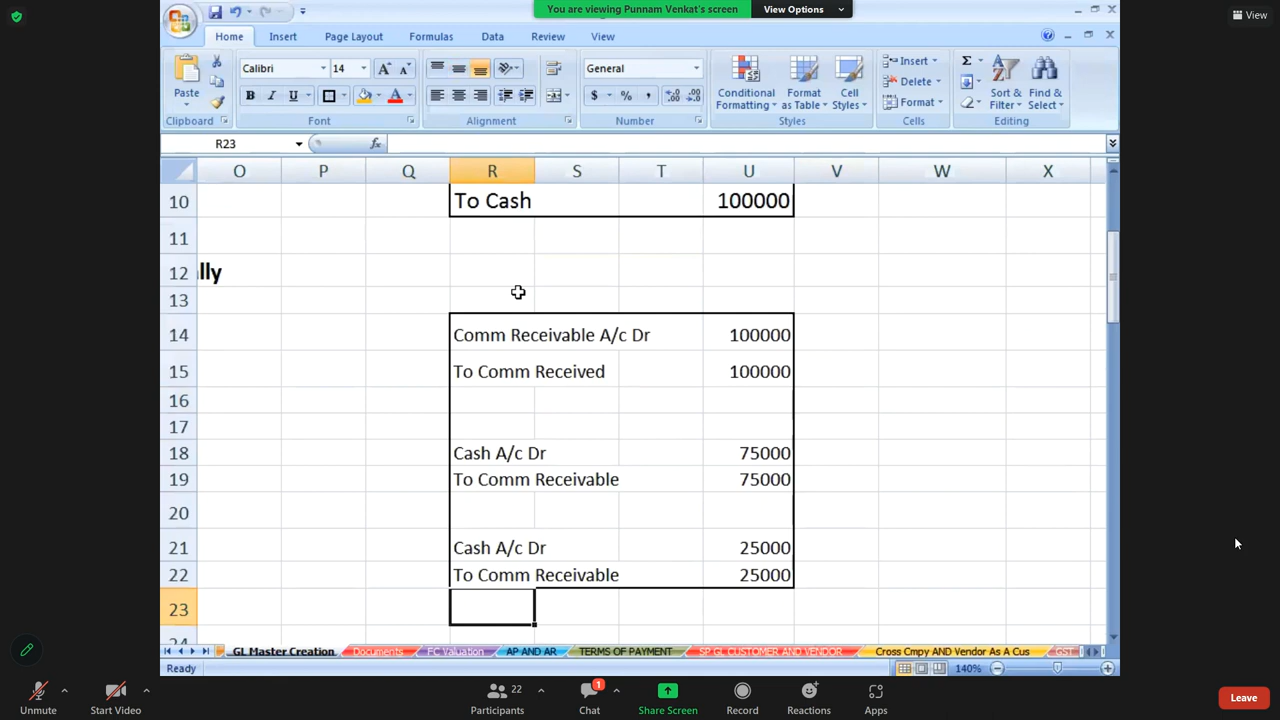 You are viewing Punnam Venkat's screen
View Options
View
Home Insert Page Layout Formulas Data Review View
Paste
Calibri 14
B I U
General
$ % ,
Conditional Formatting
Format as Table
Cell Styles
Insert
Delete
Format
Sort & Filter
Find & Select
Clipboard Font Alignment Number Styles Cells Editing
R23 fx
O P Q R S T U V W X
10 To Cash 100000
11
12 lly
13
14 Comm Receivable A/c Dr 100000
15 To Comm Received 100000
16
17
18 Cash A/c Dr 75000
19 To Comm Receivable 75000
20
21 Cash A/c Dr 25000
22 To Comm Receivable 25000
23
24
GL Master Creation Documents FC Valuation AP AND AR TERMS OF PAYMENT SP GL CUSTOMER AND VENDOR Cross Cmpy AND Vendor As A Cus GST
Ready 140%
Unmute Start Video
22
Participants
1
Chat Share Screen Record Reactions Apps
Leave